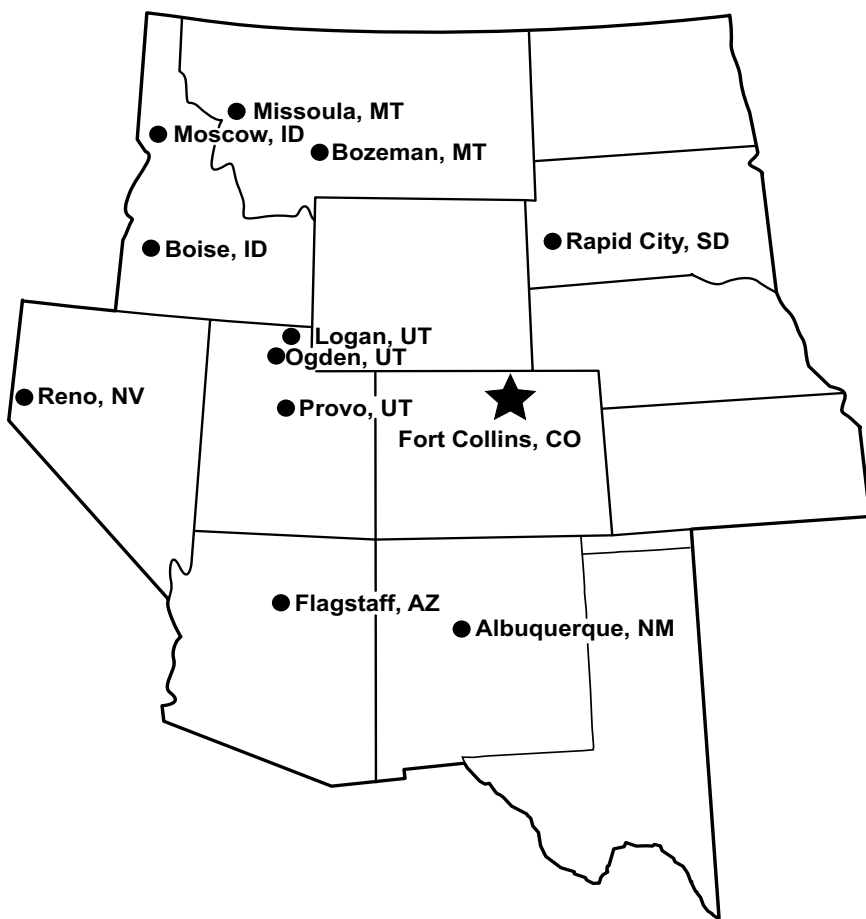 Missoula, MT
Moscow, ID
Bozeman, MT
Boise, ID
Rapid City, SD
Logan, UT
Ogden, UT
Reno, NV
Provo, UT
Fort Collins, CO
Flagstaff, AZ
Albuquerque, NM